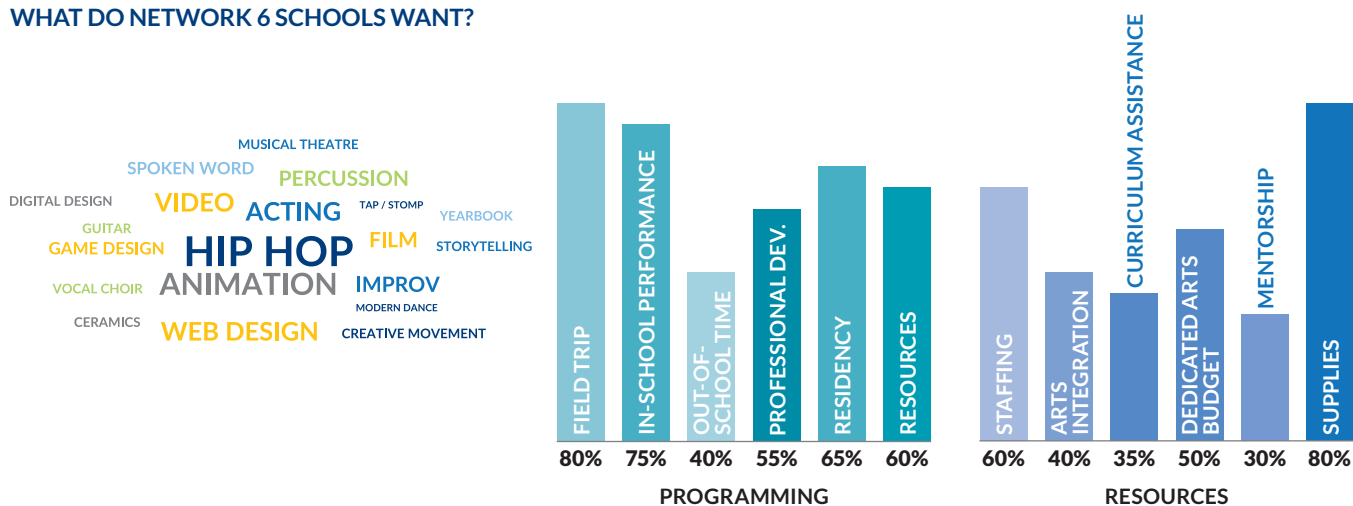 WHAT DO NETWORK 6 SCHOOLS WANT?
MUSICAL THEATRE
SPOKEN WORD
PERCUSSION
DIGITAL DESIGN
VIDEO
ACTING
TAP / STOMP
YEARBOOK
GUITAR
GAME DESIGN
HIP HOP
FILM
STORYTELLING
VOCAL CHOIR
ANIMATION
IMPROV
MODERN DANCE
CERAMICS
WEB DESIGN
CREATIVE MOVEMENT
FIELD TRIP
IN-SCHOOL PERFORMANCE
OUT-OF-
SCHOOL TIME
PROFESSIONAL DEV.
RESIDENCY
RESOURCES
80% 75% 40% 55% 65% 60%
PROGRAMMING
STAFFING
ARTS
INTEGRATION
CURRICULUM ASSISTANCE
DEDICATED ARTS
BUDGET
MENTORSHIP
SUPPLIES
60% 40% 35% 50% 30% 80%
RESOURCES